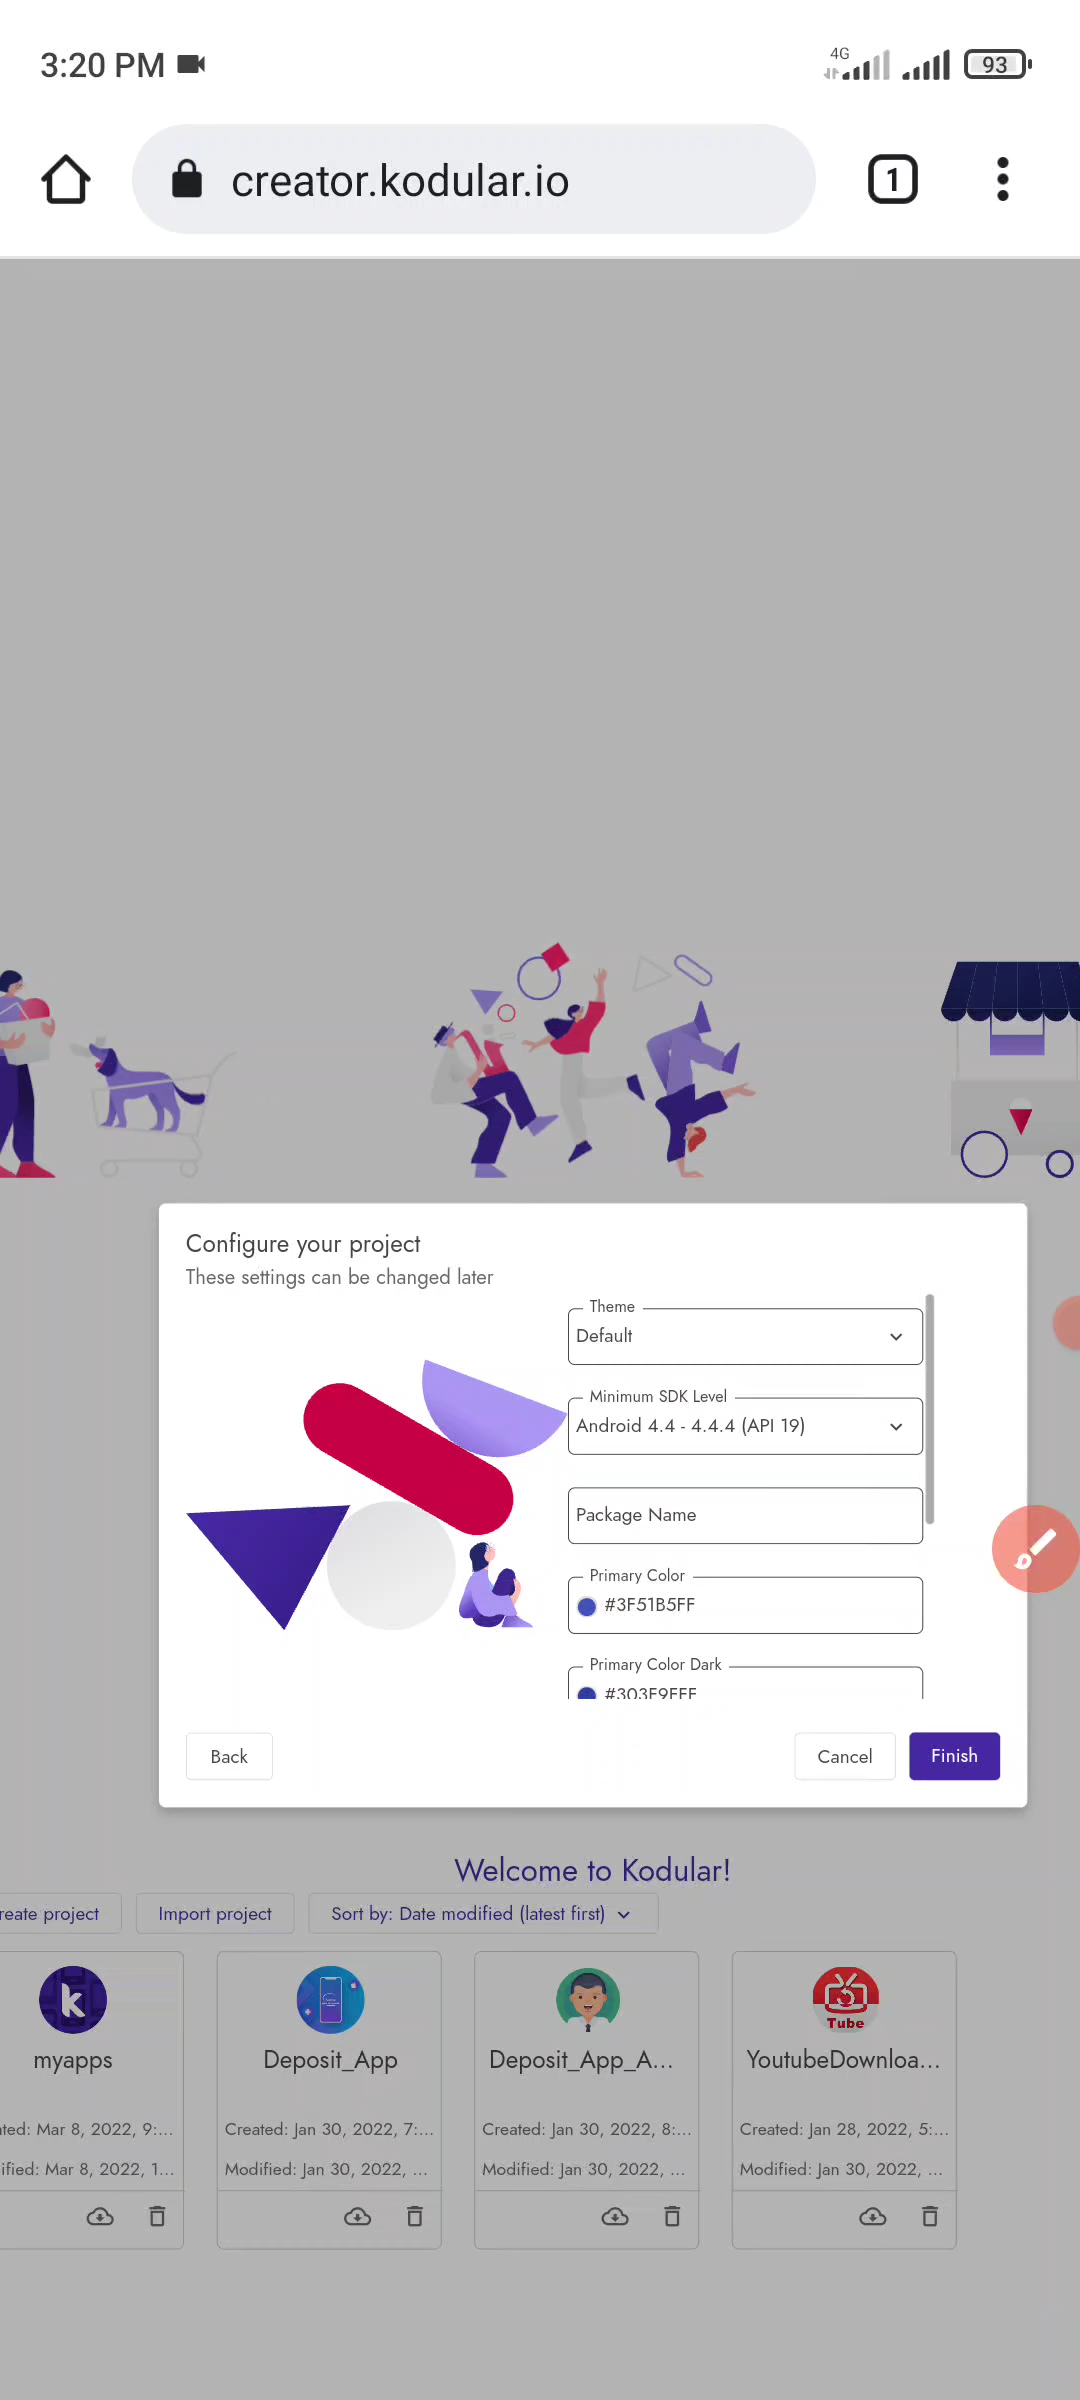 3:20 PM
4G
93
creator.kodular.io
1
Configure your project
These settings can be changed later
Theme
Default
Minimum SDK Level
Android 4.4 - 4.4.4 (API 19)
Package Name
Primary Color
#3F51B5FF
Primary Color Dark
#303F9FFF
Back
Cancel
Finish
Welcome to Kodular!
reate project
Import project
Sort by: Date modified (latest first)
k
Tube
myapps
Deposit_App
Deposit_App_A...
YoutubeDownloa...
ted: Mar 8, 2022, 9:...
Created: Jan 30, 2022, 7:...
Created: Jan 30, 2022, 8:...
Created: Jan 28, 2022, 5:...
ified: Mar 8, 2022, 1...
Modified: Jan 30, 2022, ...
Modified: Jan 30, 2022, ...
Modified: Jan 30, 2022, ...